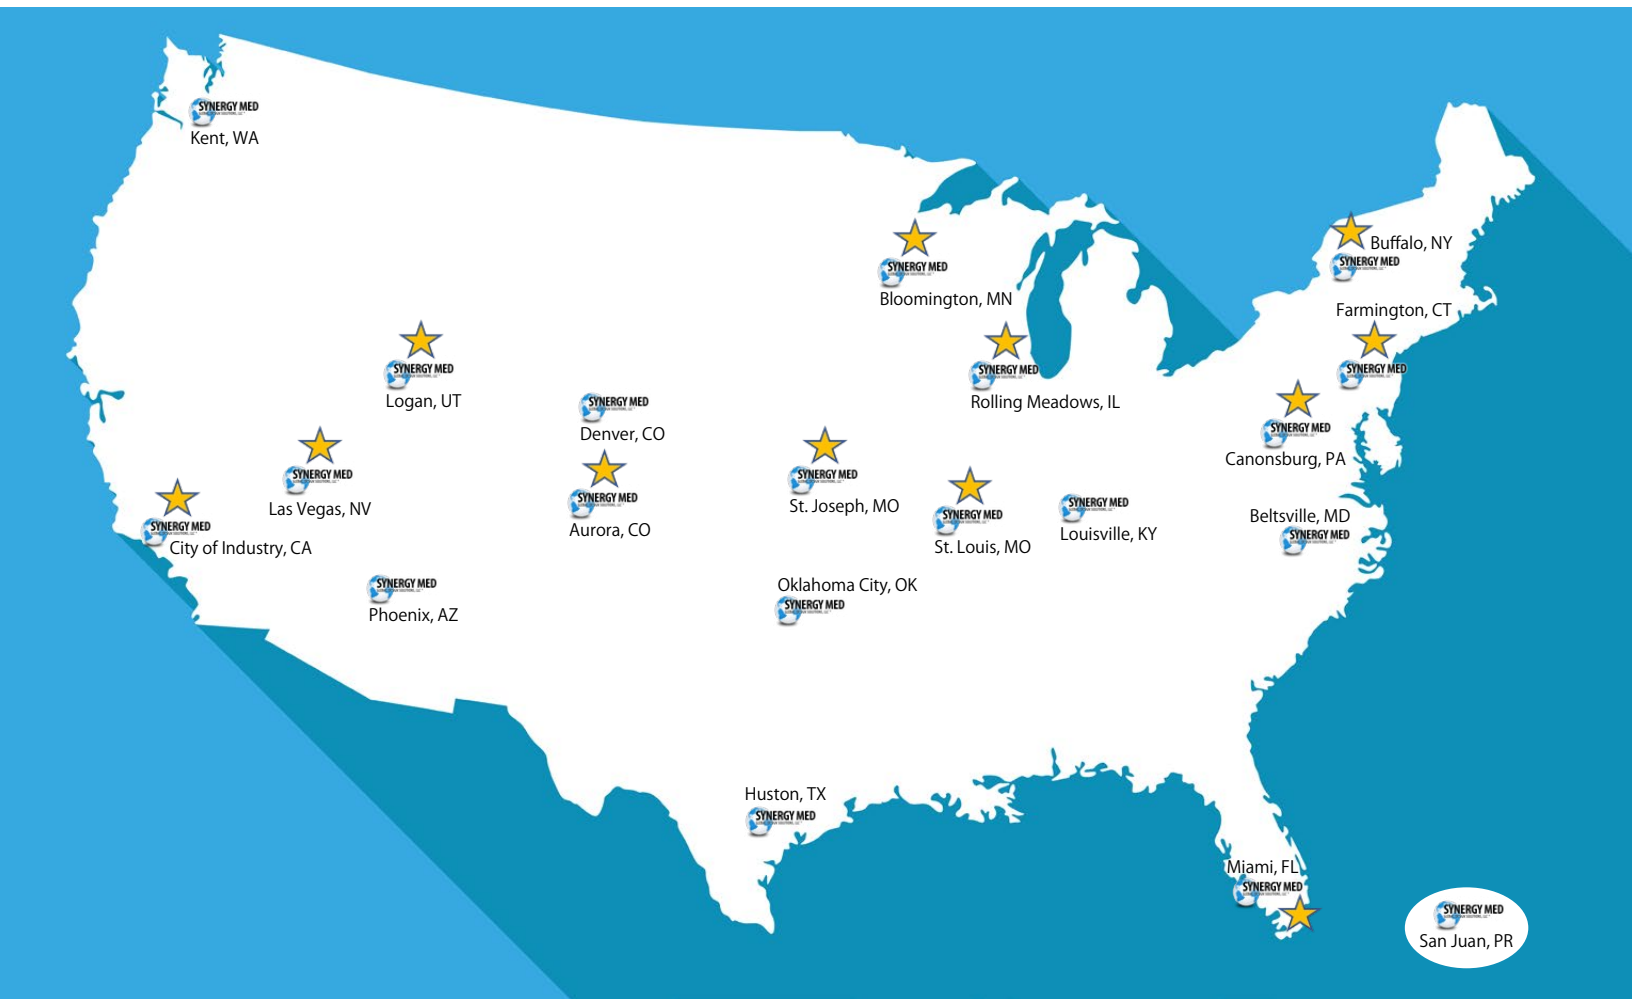 SYNERGY MED
Kent, WA
Buffalo, NY
SYNERGY MED
SYNERGY MED
Bloomington, MN
Farmington, CT
SYNERGY MED
SYNERGY MED
Logan, UT
SYNERGY MED
Rolling Meadows, IL
SYNERGY MED
Denver, CO
SYNERGY MED
Canonsburg, PA
SYNERGY MED
Las Vegas, NV
SYNERGY MED
St. Joseph, MO
SYNERGY MED
Aurora, CO
SYNERGY MED
Louisville, KY
SYNERGY MED
St. Louis, MO
Beltsville, MD
SYNERGY MED
SYNERGY MED
City of Industry, CA
SYNERGY MED
Phoenix, AZ
Oklahoma City, OK
SYNERGY MED
Huston, TX
SYNERGY MED
Miami, FL
SYNERGY MED
SYNERGY MED
San Juan, PR